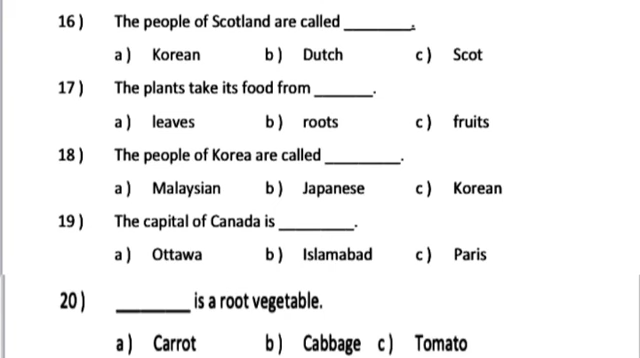 16) The people of Scotland are called ________.
a) Korean b) Dutch c) Scot
17) The plants take its food from _______.
a) leaves b) roots c) fruits
18) The people of Korea are called _________.
a) Malaysian b) Japanese c) Korean
19) The capital of Canada is _________.
a) Ottawa b) Islamabad c) Paris
20) ________ is a root vegetable.
a) Carrot b) Cabbage c) Tomato